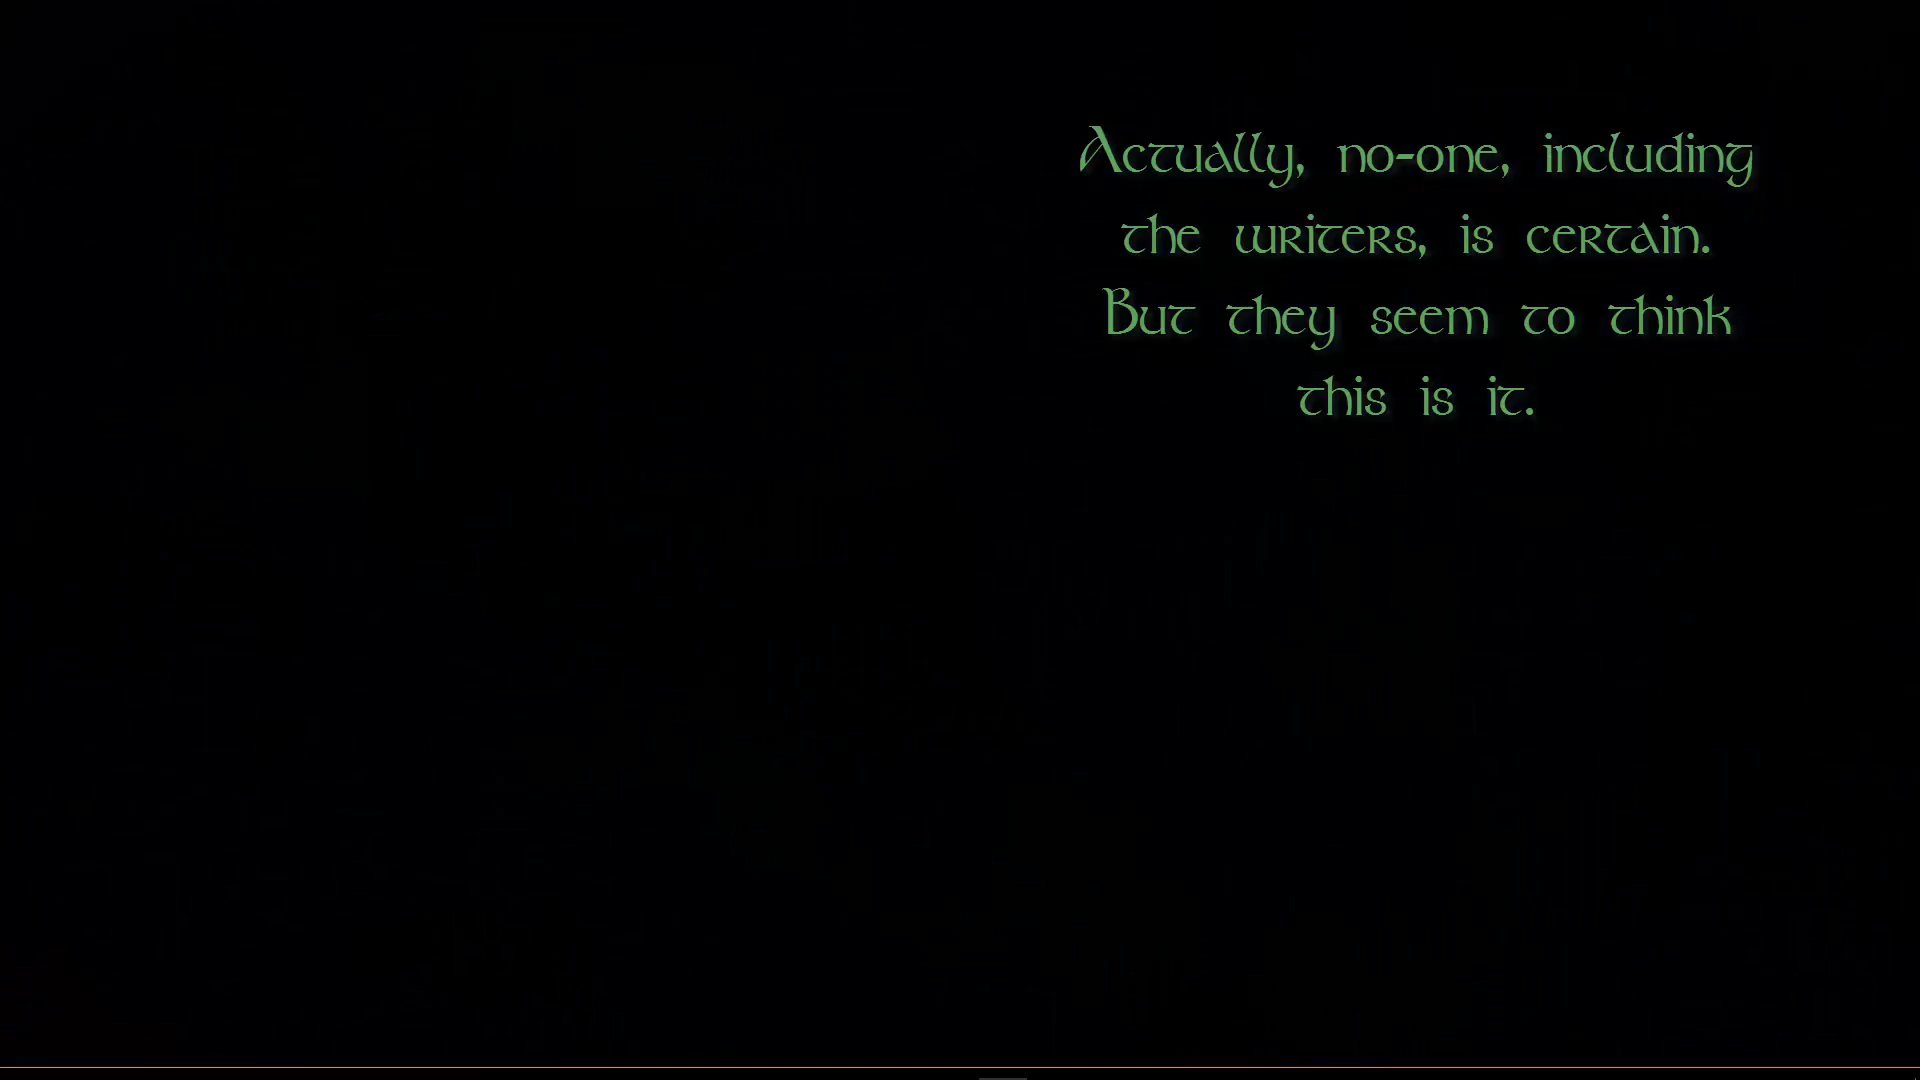 Actually, no-one, including
the writers, is certain.
But they seem to think
this is it.